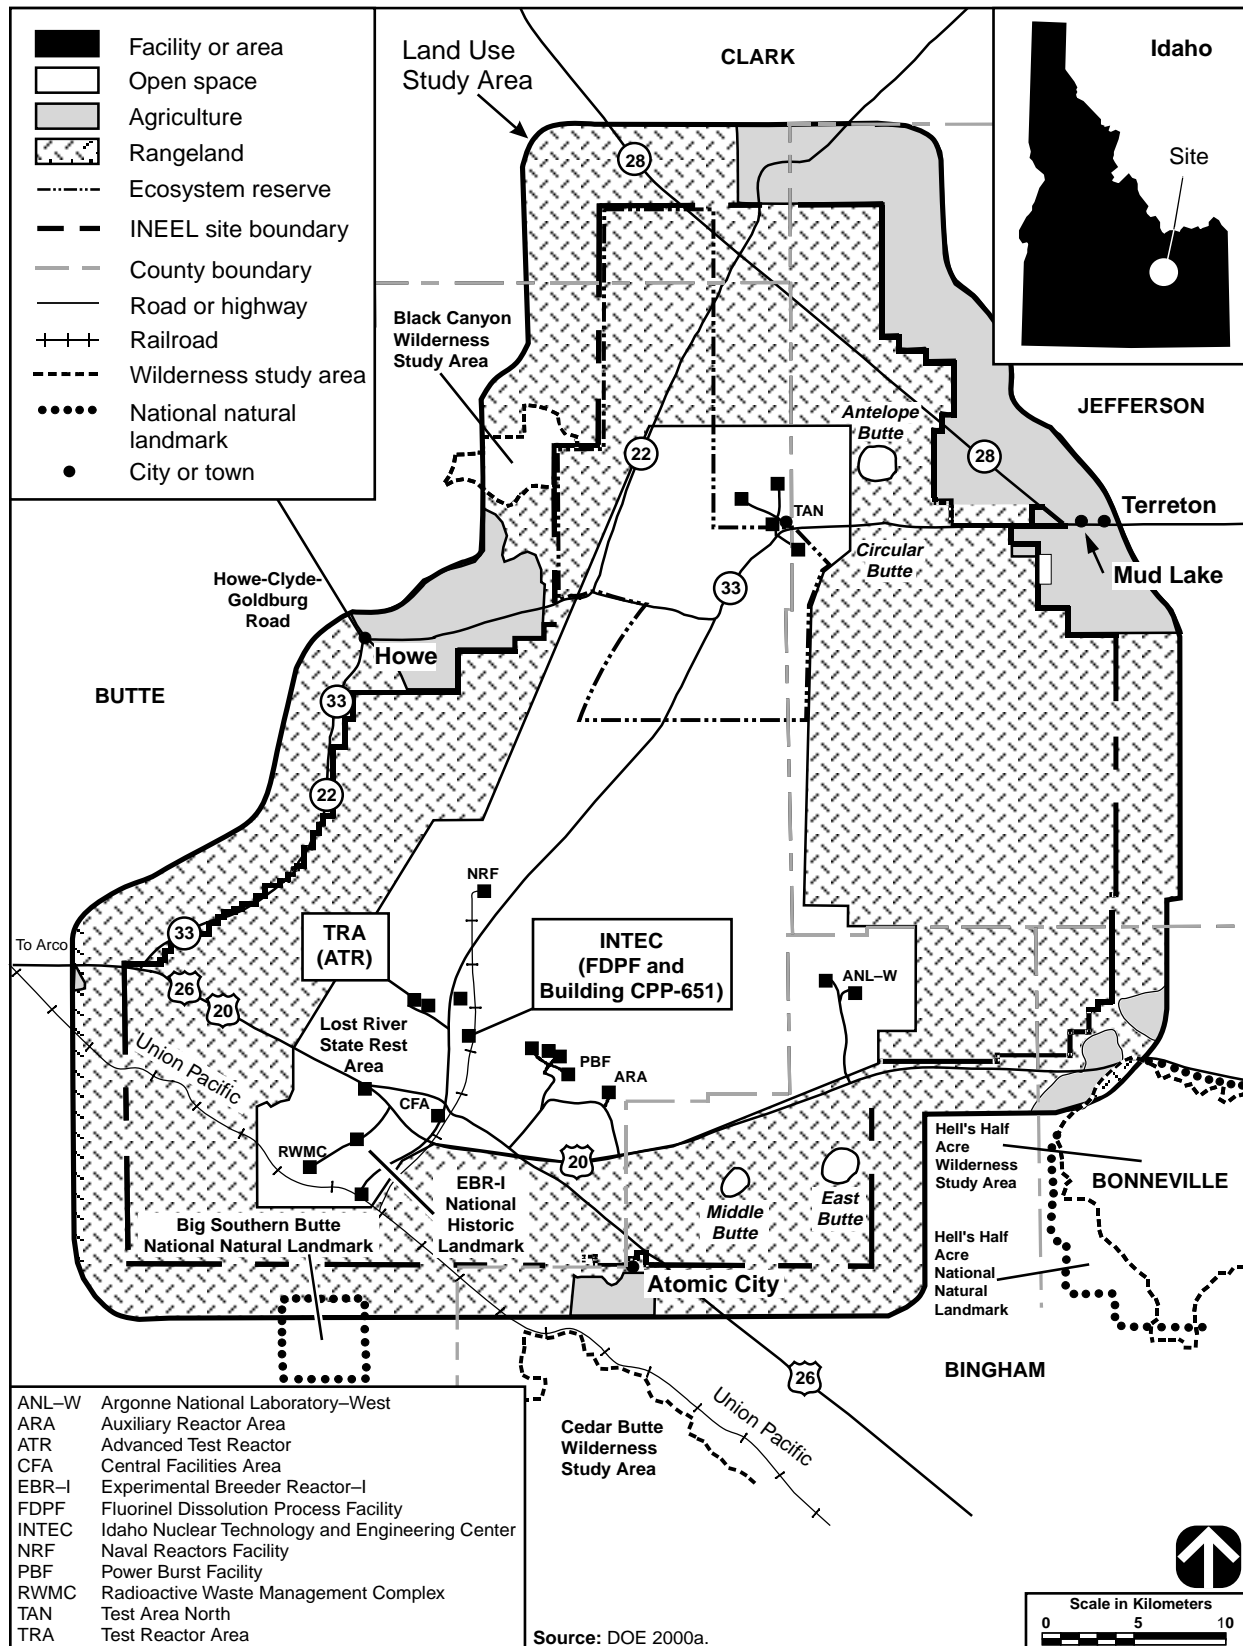 Facility or area
Open space
Agriculture
Rangeland
Ecosystem reserve
INEEL site boundary
County boundary
Road or highway
Railroad
Wilderness study area
National natural
landmark
City or town
Land Use
Study Area
CLARK
Idaho
Site
28
Black Canyon
Wilderness
Study Area
JEFFERSON
Antelope
Butte
22
28
TAN
Terreton
Circular
Butte
Mud Lake
33
Howe-Clyde-
Goldburg
Road
Howe
BUTTE
33
22
NRF
33
To Arco
TRA
(ATR)
INTEC
(FDPF and
Building CPP-651)
ANL–W
26
20
Lost River
State Rest
Area
Union Pacific
PBF
ARA
CFA
RWMC
20
EBR-I
National
Historic
Landmark
Big Southern Butte
National Natural Landmark
Middle
Butte
East
Butte
Hell's Half
Acre
Wilderness
Study Area
BONNEVILLE
Hell's Half
Acre
National
Natural
Landmark
Atomic City
BINGHAM
26
Union Pacific
Cedar Butte
Wilderness
Study Area
ANL–W Argonne National Laboratory–West
ARA Auxiliary Reactor Area
ATR Advanced Test Reactor
CFA Central Facilities Area
EBR–I Experimental Breeder Reactor–I
FDPF Fluorinel Dissolution Process Facility
INTEC Idaho Nuclear Technology and Engineering Center
NRF Naval Reactors Facility
PBF Power Burst Facility
RWMC Radioactive Waste Management Complex
TAN Test Area North
TRA Test Reactor Area
Source: DOE 2000a.
Scale in Kilometers
0 5 10